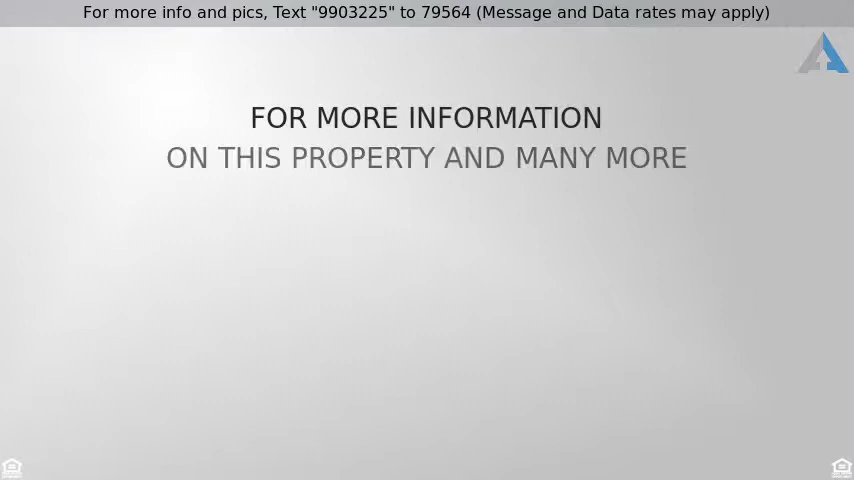 For more info and pics, Text "9903225" to 79564 (Message and Data rates may apply)
FOR MORE INFORMATION
ON THIS PROPERTY AND MANY MORE